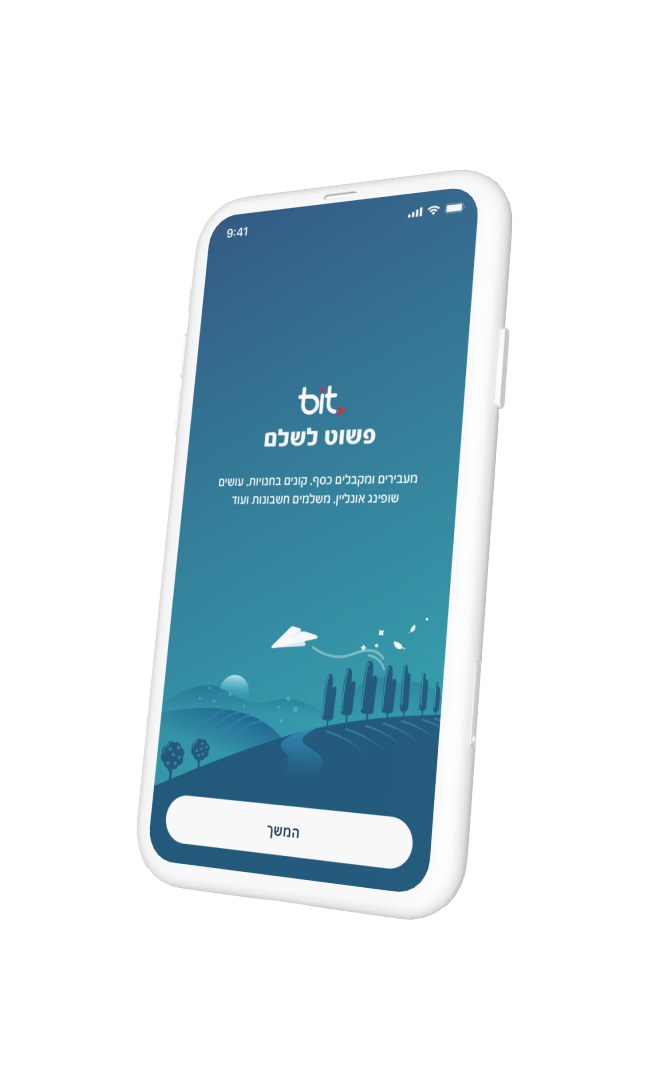 9:41
bit
פשוט לשלם
מעבירים ומקבלים כסף, קונים בחנויות, עושים
שופינג אונליין, משלמים חשבונות ועוד
המשך